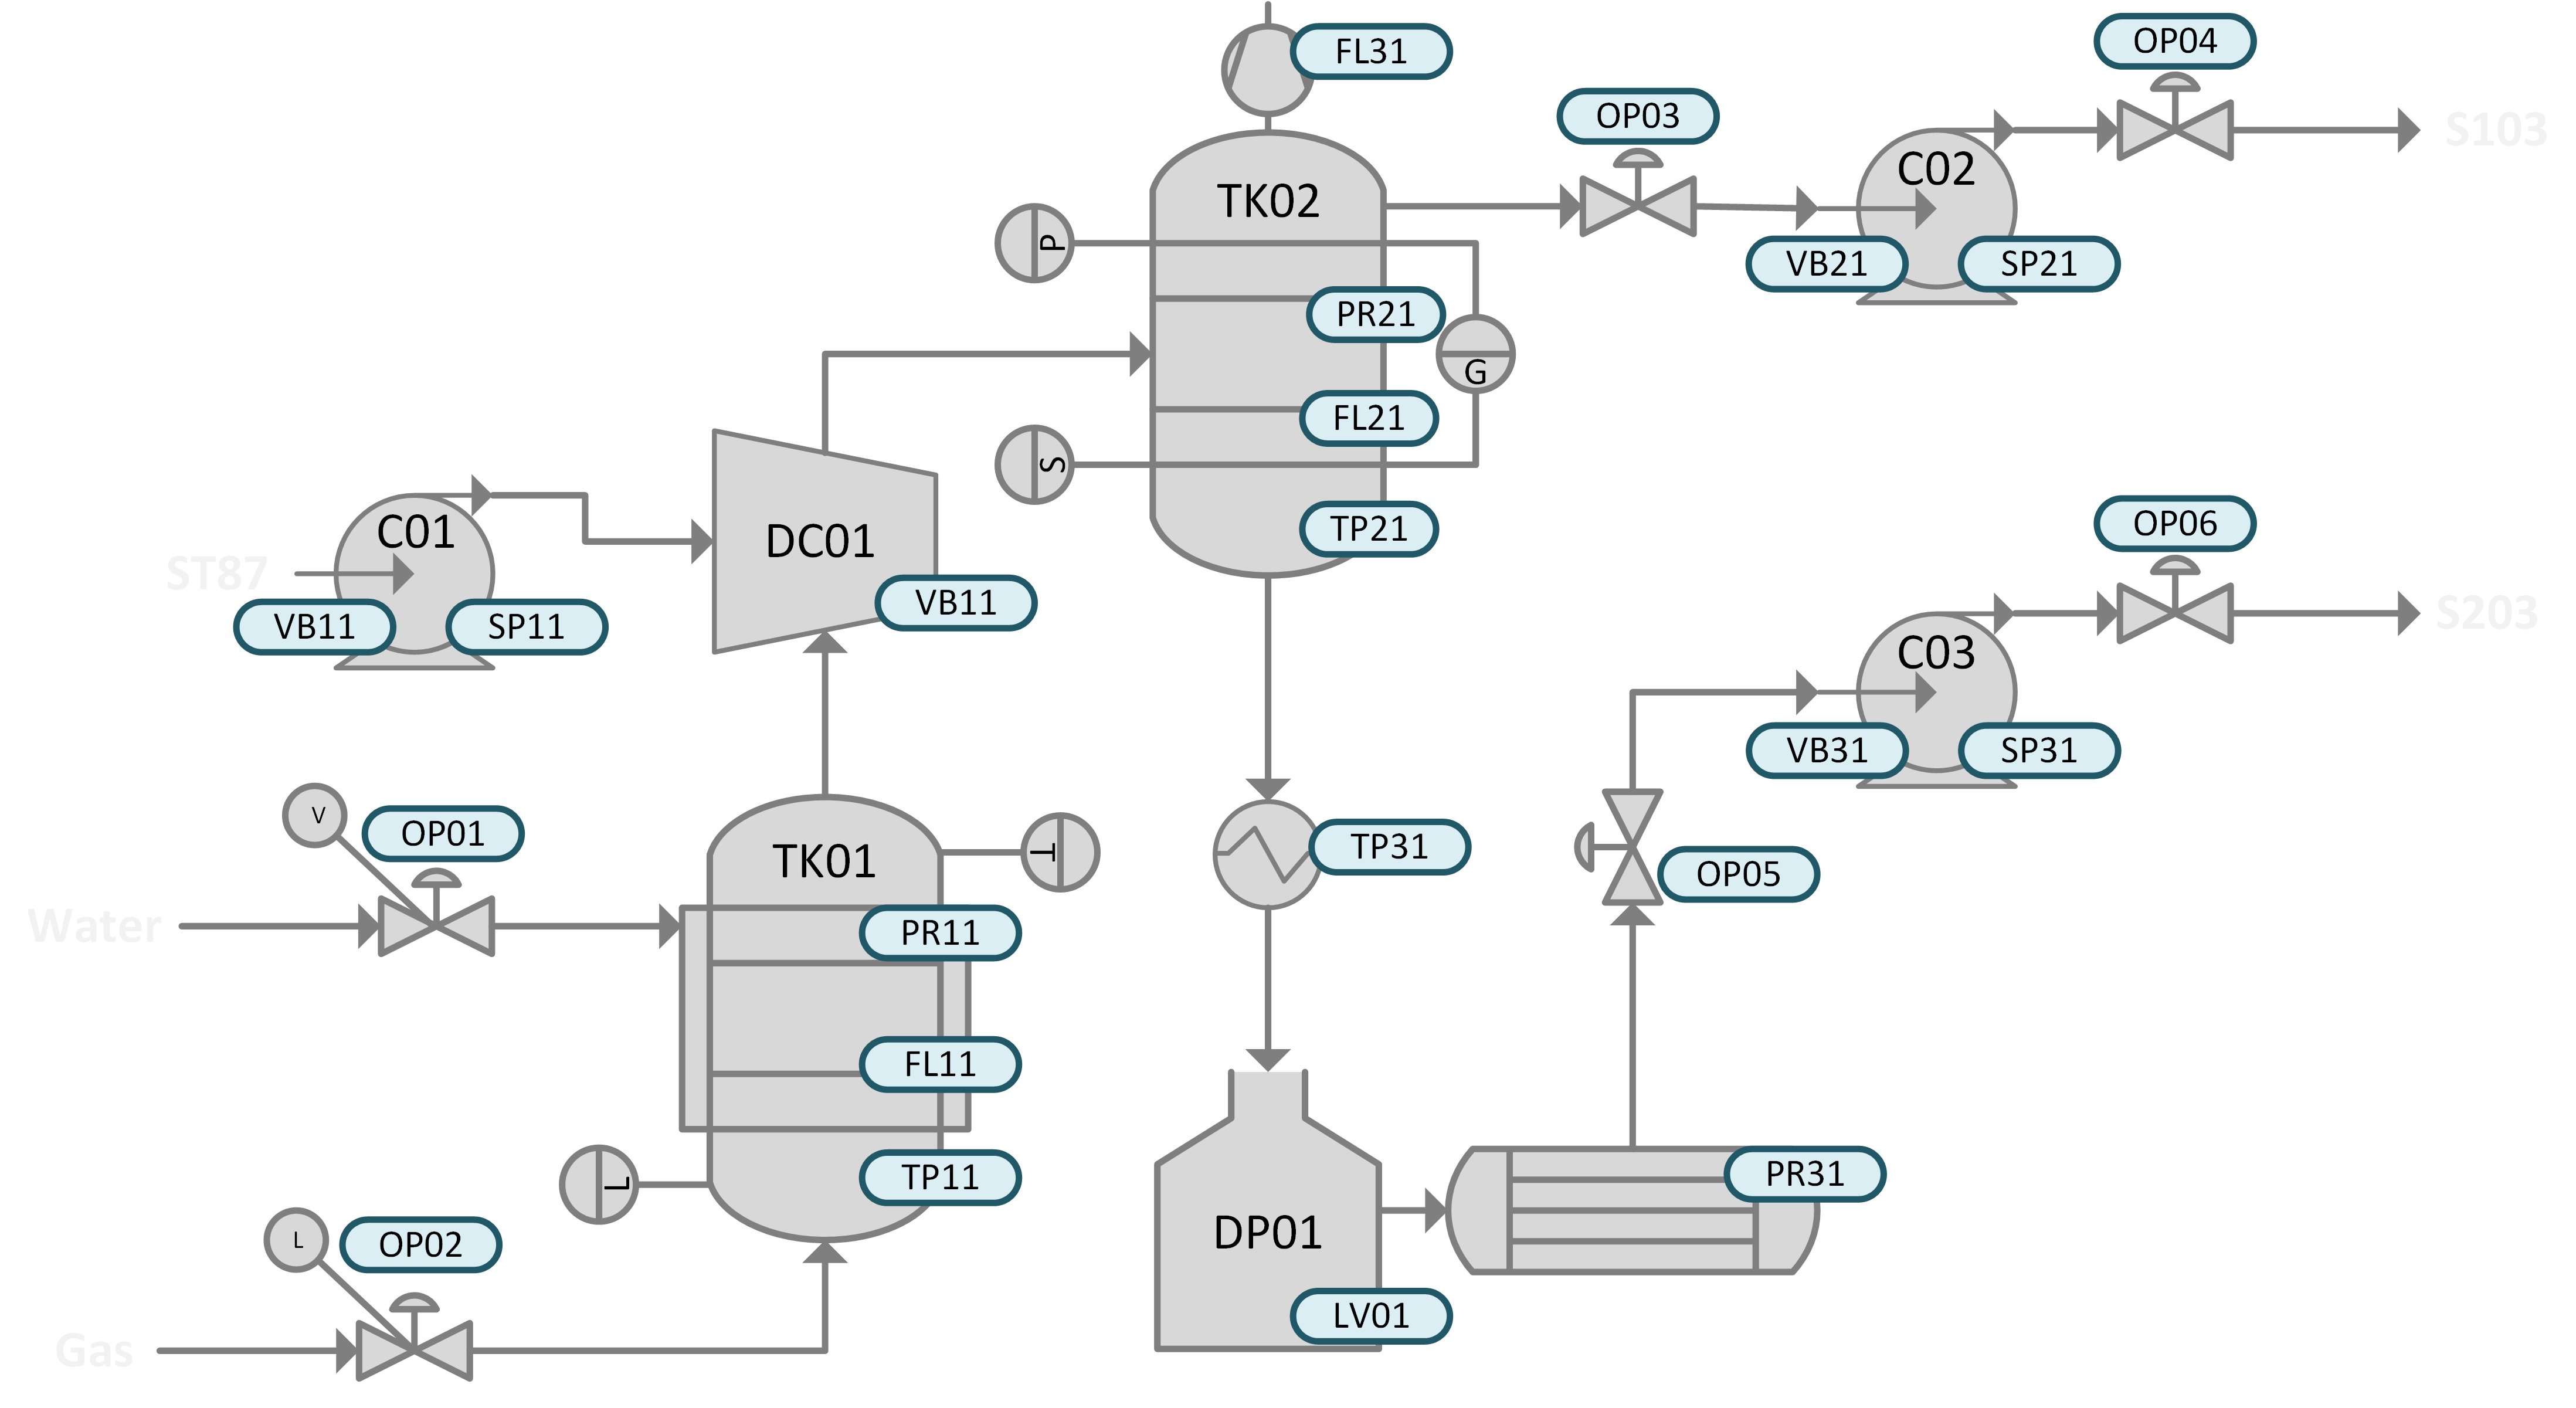 FL31
OP04
S103
OP03
C02
TK02
P
VB21
SP21
PR21
G
FL21
S
TP21
OP06
C01
DC01
ST87
VB11
SP11
VB11
S203
C03
VB31
SP31
V
OP01
TK01
T
TP31
OP05
Water
PR11
FL11
L
TP11
PR31
L
OP02
DP01
LV01
Gas